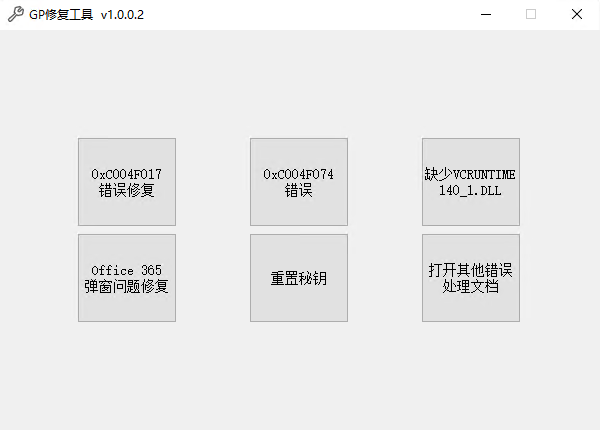 GP修复工具 v1.0.0.2
0xC004F017
错误修复
0xC004F074
错误
缺少VCRUNTIME
140_1.DLL
Office 365
弹窗问题修复
重置秘钥
打开其他错误
处理文档